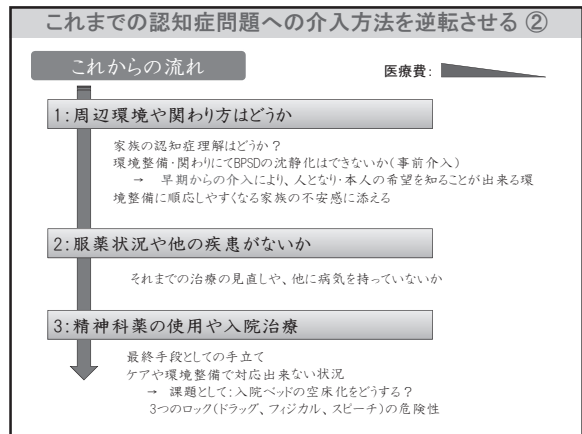 これまでの認知症問題への介入方法を逆転させる ②
これからの流れ
医療費:
1:周辺環境や関わり方はどうか
家族の認知症理解はどうか?
環境整備・関わりにてBPSDの沈静化はできないか(事前介入)
→ 早期からの介入により、人となり・本人の希望を知ることが出来る環
境整備に順応しやすくなる家族の不安感に添える
2:服薬状況や他の疾患がないか
それまでの治療の見直しや、他に病気を持っていないか
3:精神科薬の使用や入院治療
最終手段としての手立て
ケアや環境整備で対応出来ない状況
→ 課題として:入院ベッドの空床化をどうする?
3つのロック(ドラッグ、フィジカル、スピーチ)の危険性